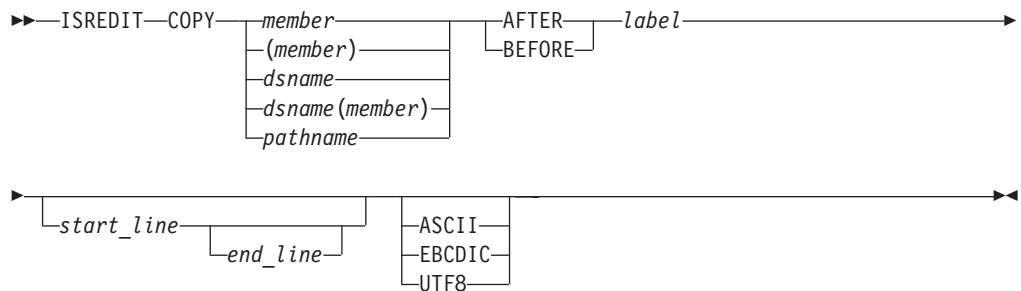 ►►─ISREDIT─COPY─member─AFTER─label─►
(member)
BEFORE
dsname
dsname(member)
pathname
►─►◄
start_line
end_line
ASCII
EBCDIC
UTF8